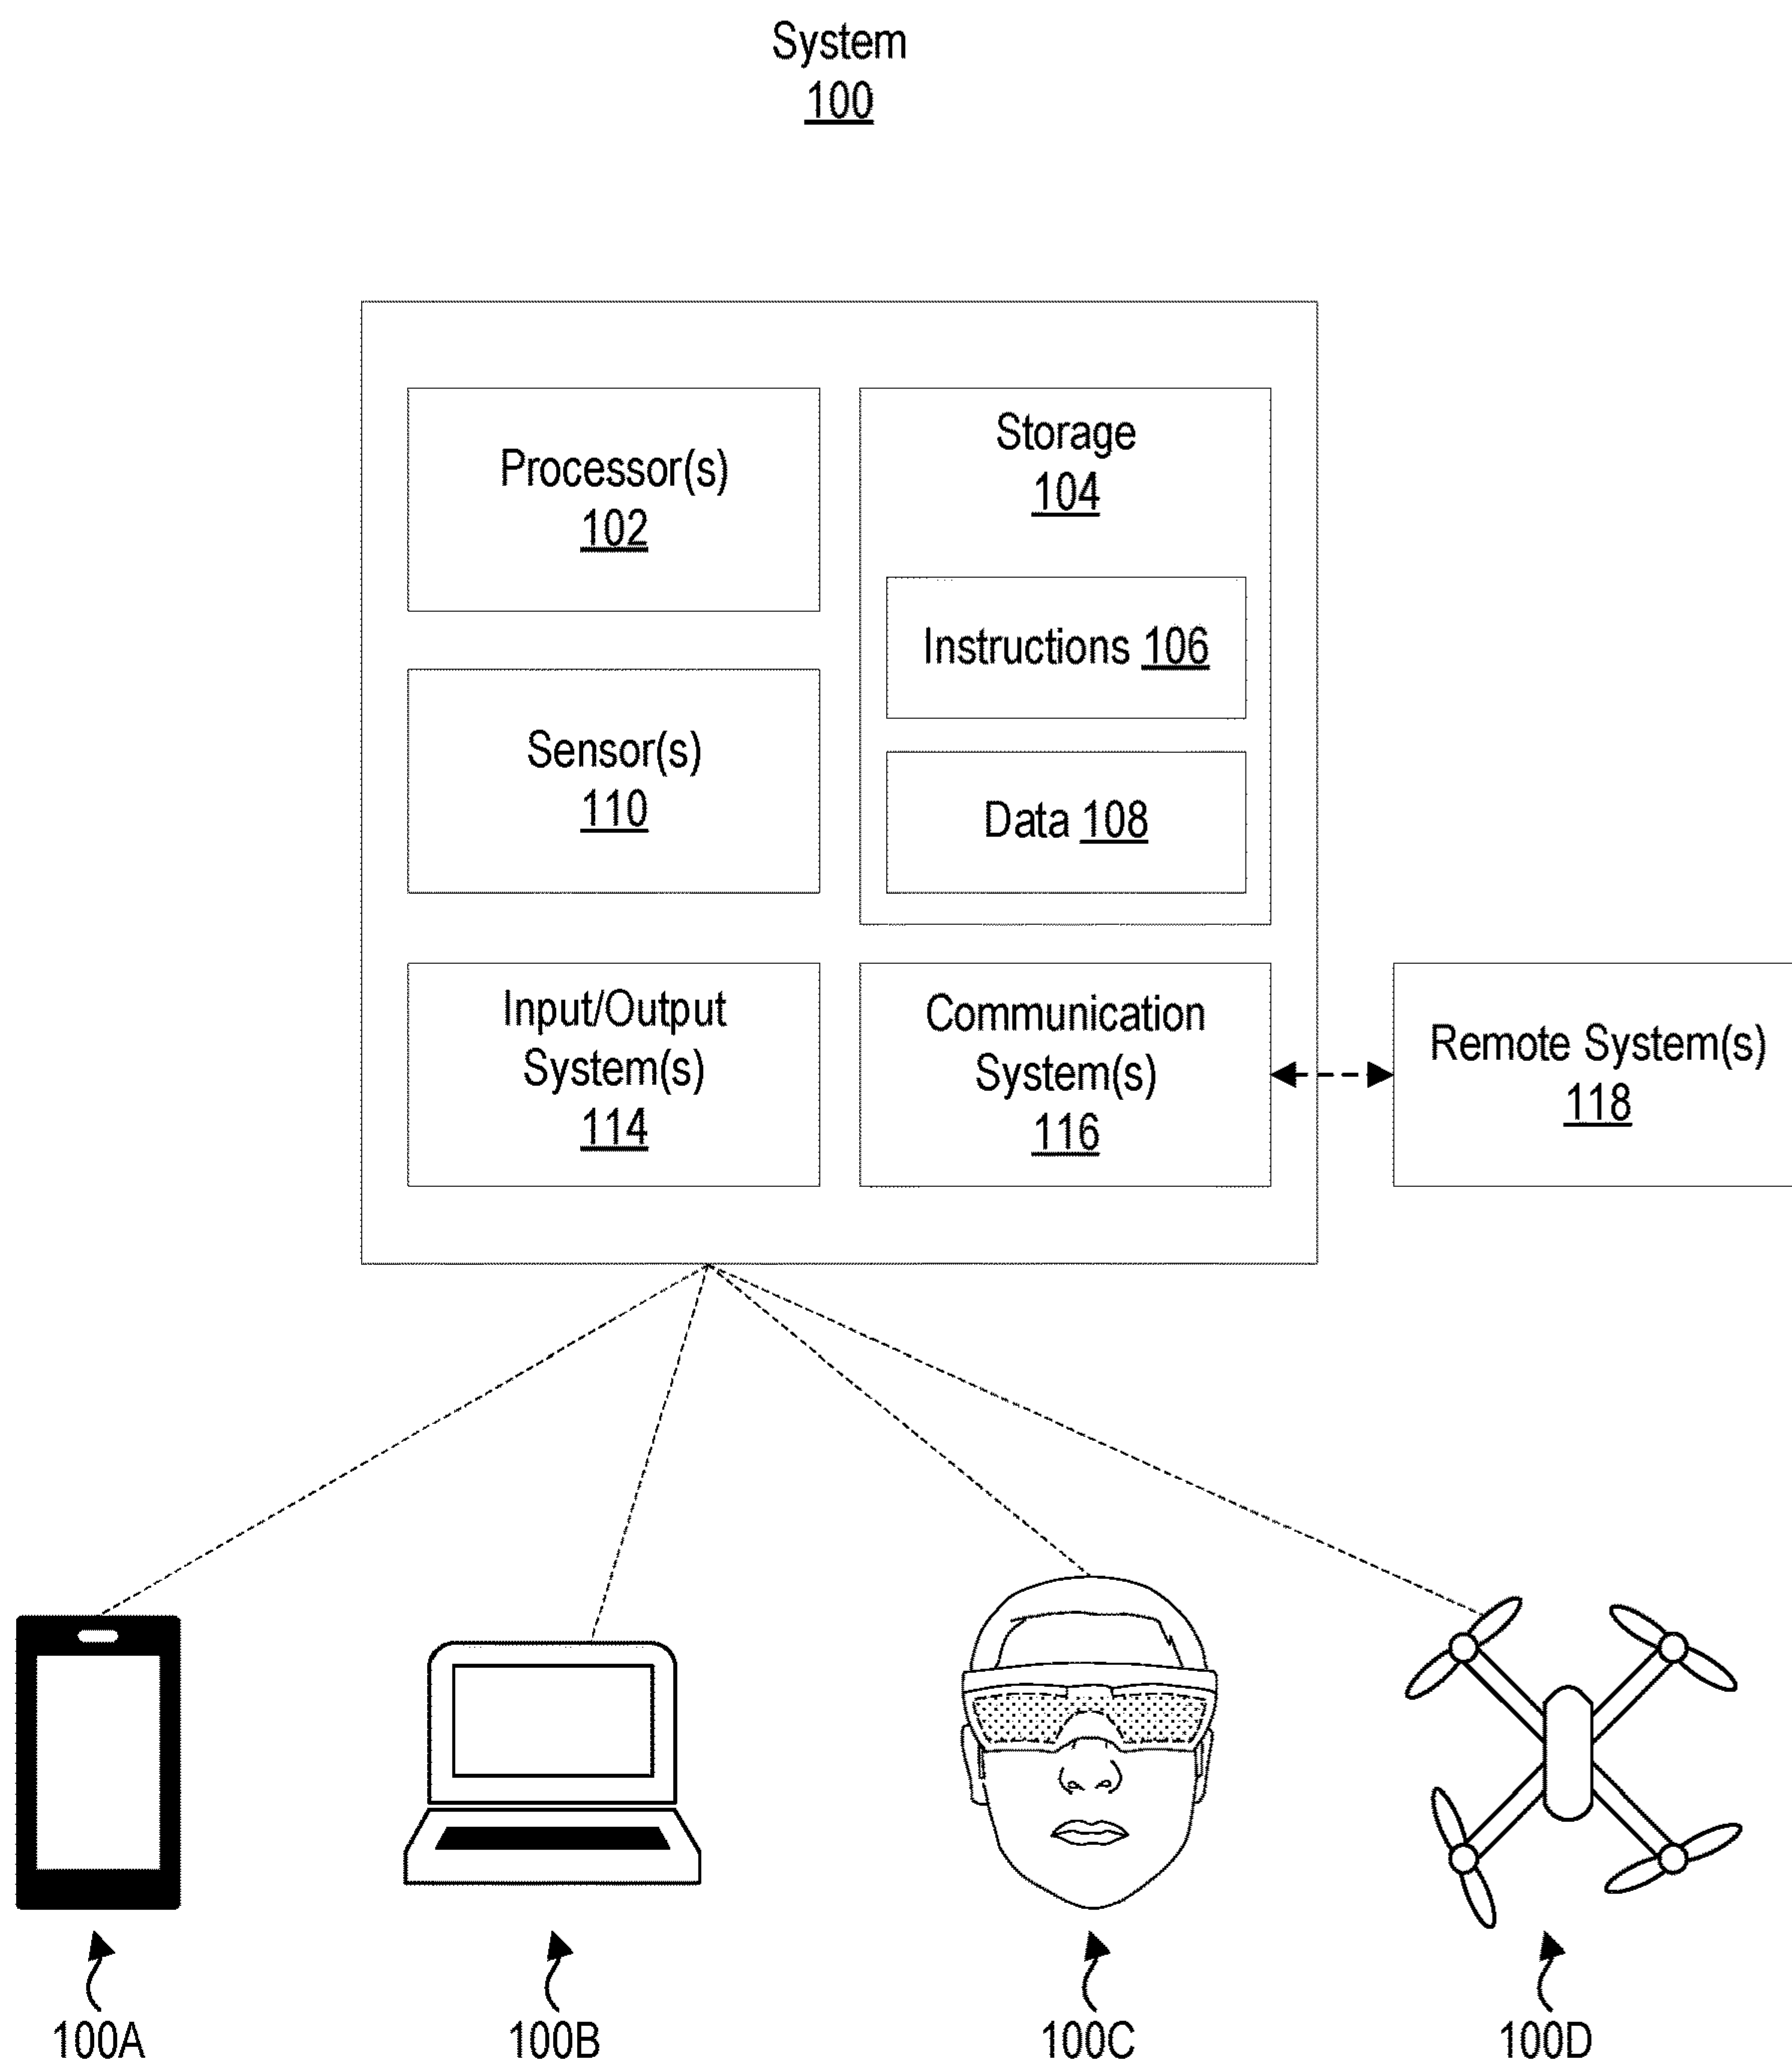 System
100
Processor(s)
102
Storage
104
Instructions 106
Data 108
Sensor(s)
110
Input/Output
System(s)
114
Communication
System(s)
116
Remote System(s)
118
100A
100B
100C
100D